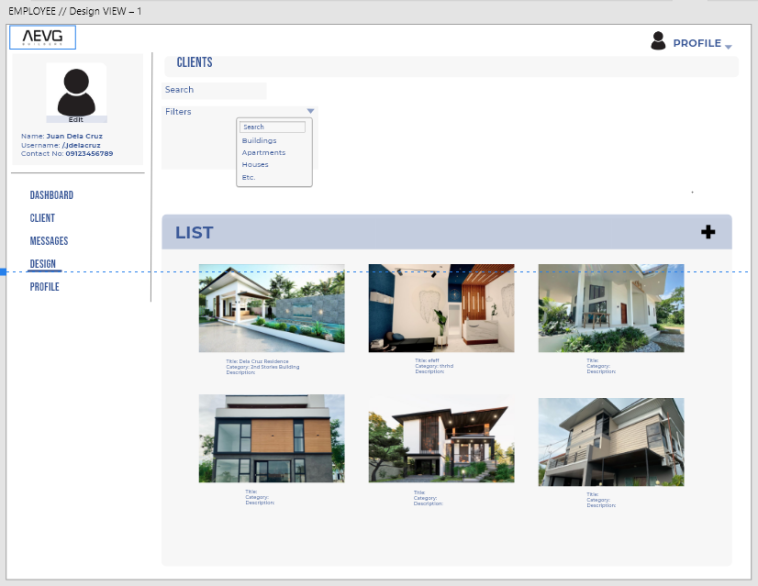 EMPLOYEE // Design VIEW – 1
AEVG
BUILDERS
PROFILE
Edit
Name: Juan Dela Cruz
Username: /jdelacruz
Contact No: 09123456789
DASHBOARD
CLIENT
MESSAGES
DESIGN
PROFILE
CLIENTS
Search
Filters
Search
Buildings
Apartments
Houses
Etc.
LIST
Title: Dela Cruz Residence
Category: 2nd Stories Building
Description:
Title:
Category:
Description:
Title:
Category:
Description:
Title:
Category:
Description:
Title:
Category:
Description:
Title:
Category:
Description: